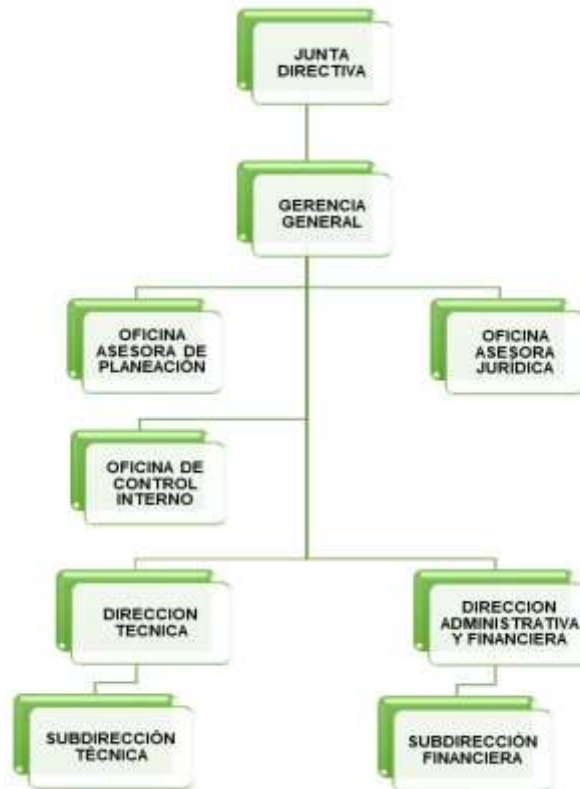 JUNTA
DIRECTIVA
GERENCIA
GENERAL
OFICINA
ASESORA DE
PLANEACIÓN
OFICINA
ASESORA
JURÍDICA
OFICINA DE
CONTROL
INTERNO
DIRECCION
TECNICA
DIRECCION
ADMINISTRATIVA
Y FINANCIERA
SUBDIRECCIÓN
TÉCNICA
SUBDIRECCIÓN
FINANCIERA